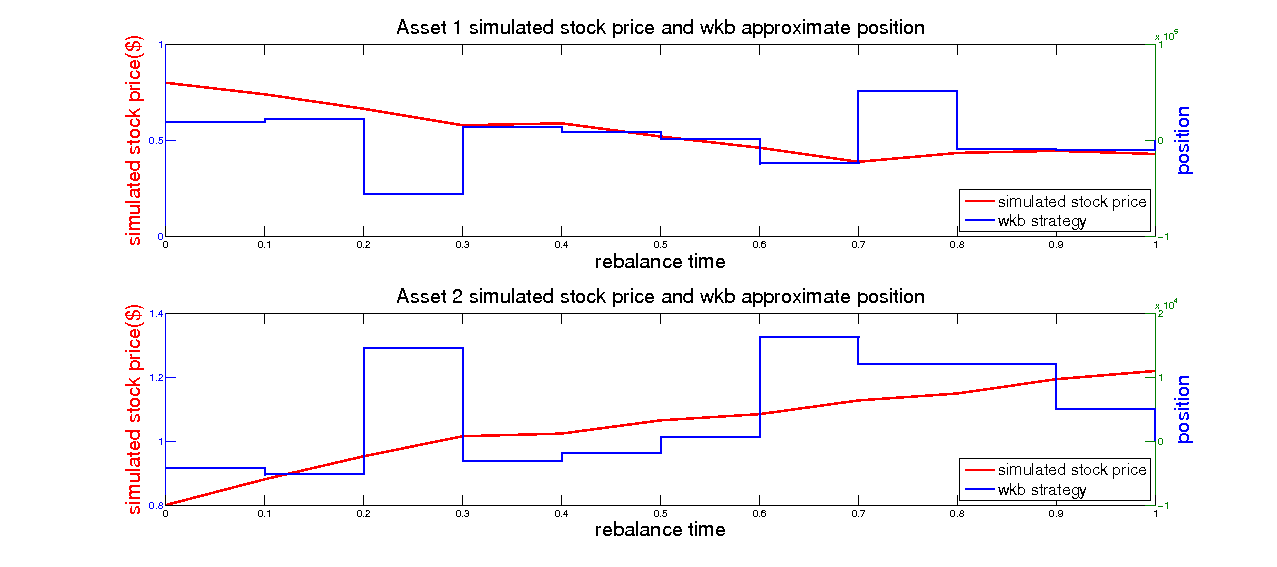 Asset 1 simulated stock price and wkb approximate position
x 10^5
simulated stock price($)
1
0.5
0
1
0
-1
position
simulated stock price
wkb strategy
0 0.1 0.2 0.3 0.4 0.5 0.6 0.7 0.8 0.9 1
rebalance time
Asset 2 simulated stock price and wkb approximate position
x 10^4
simulated stock price($)
1.4
1.2
1
0.8
2
1
0
-1
position
simulated stock price
wkb strategy
0 0.1 0.2 0.3 0.4 0.5 0.6 0.7 0.8 0.9 1
rebalance time